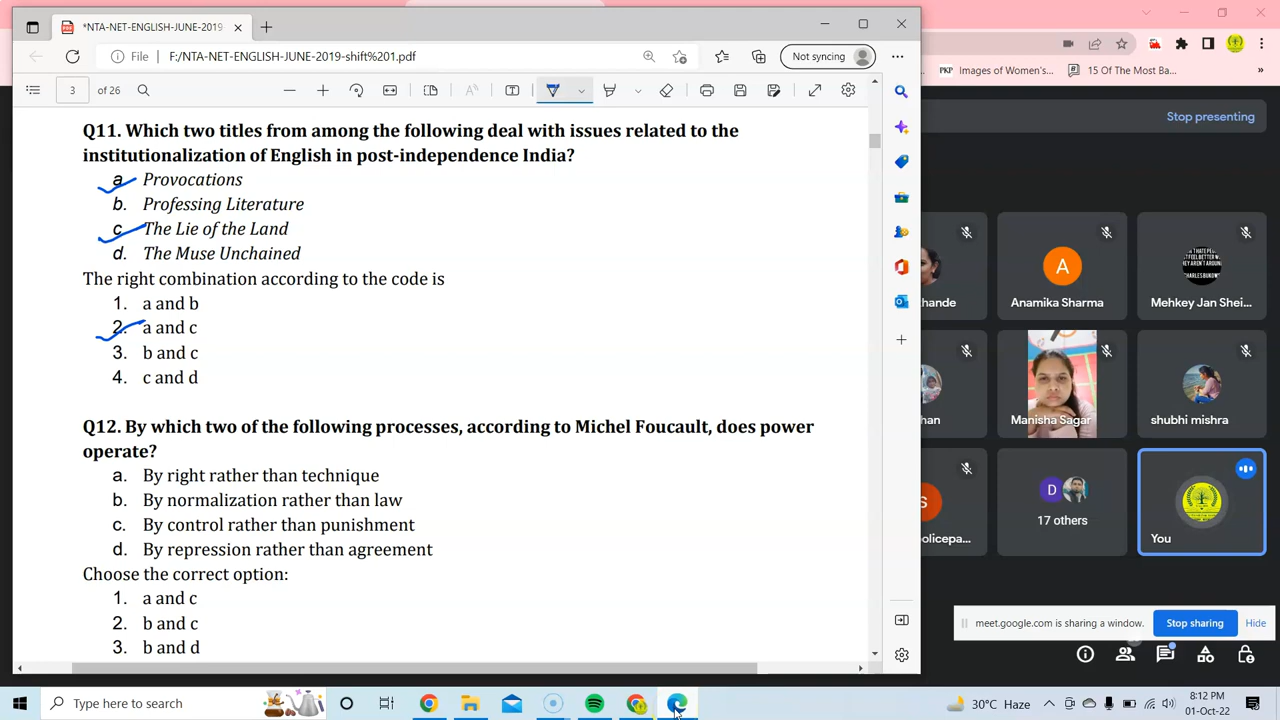 *NTA-NET-ENGLISH-JUNE-2019-
File
F:/NTA-NET-ENGLISH-JUNE-2019-shift%201.pdf
Not syncing
PKP Images of Women's...
15 Of The Most Ba...
3 of 26
Stop presenting
Q11. Which two titles from among the following deal with issues related to the
institutionalization of English in post-independence India?
a. Provocations
b. Professing Literature
c. The Lie of the Land
d. The Muse Unchained
The right combination according to the code is
1. a and b
2. a and c
3. b and c
4. c and d
Q12. By which two of the following processes, according to Michel Foucault, does power
operate?
a. By right rather than technique
b. By normalization rather than law
c. By control rather than punishment
d. By repression rather than agreement
Choose the correct option:
1. a and c
2. b and c
3. b and d
hande
A
Anamika Sharma
Mehkey Jan Shei...
han
Manisha Sagar
shubhi mishra
S
olicepa...
D
17 others
You
meet.google.com is sharing a window.
Stop sharing
Hide
Type here to search
30°C Haze
8:12 PM
01-Oct-22